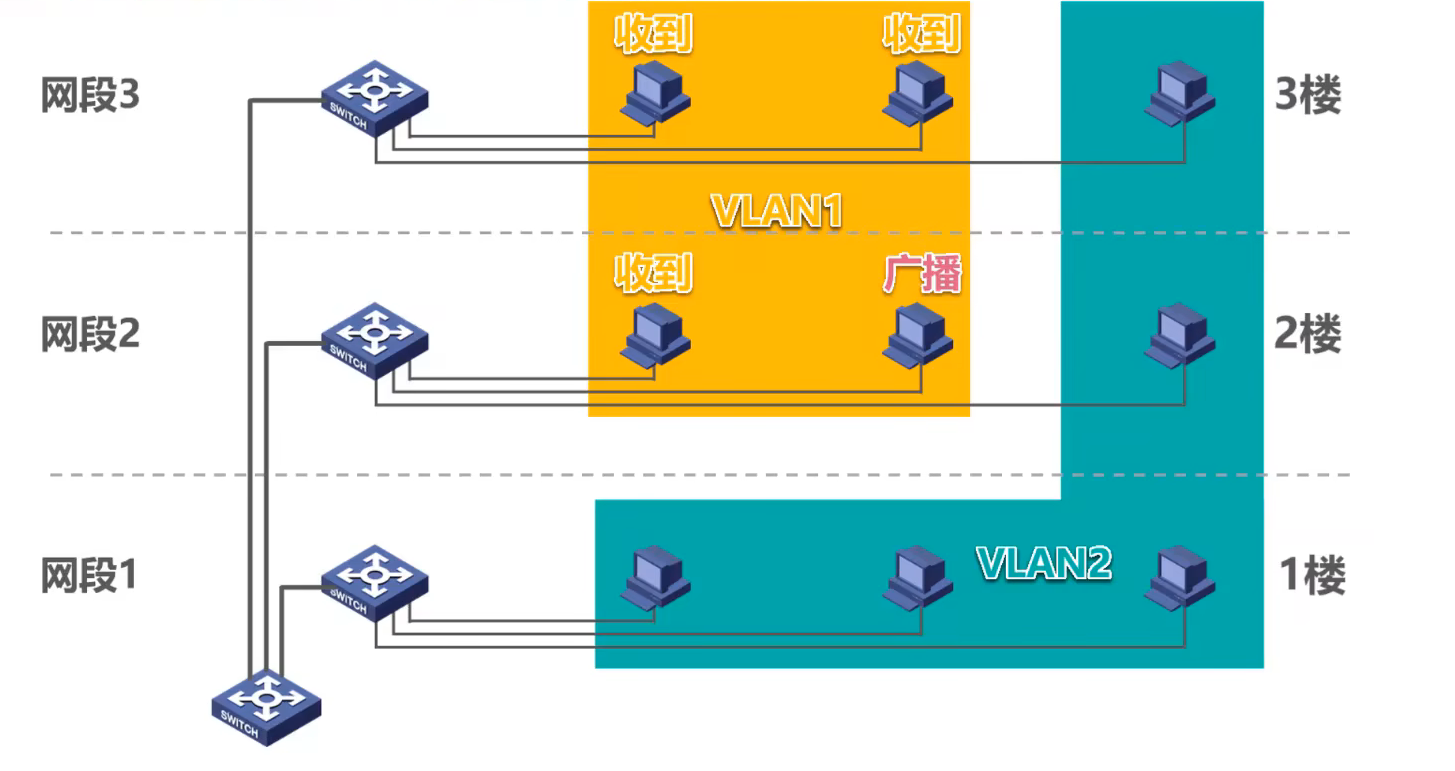 收到 收到
网段3 SWITCH 3楼
VLAN1
收到 广播
网段2 SWITCH 2楼
网段1 SWITCH VLAN2 1楼
SWITCH